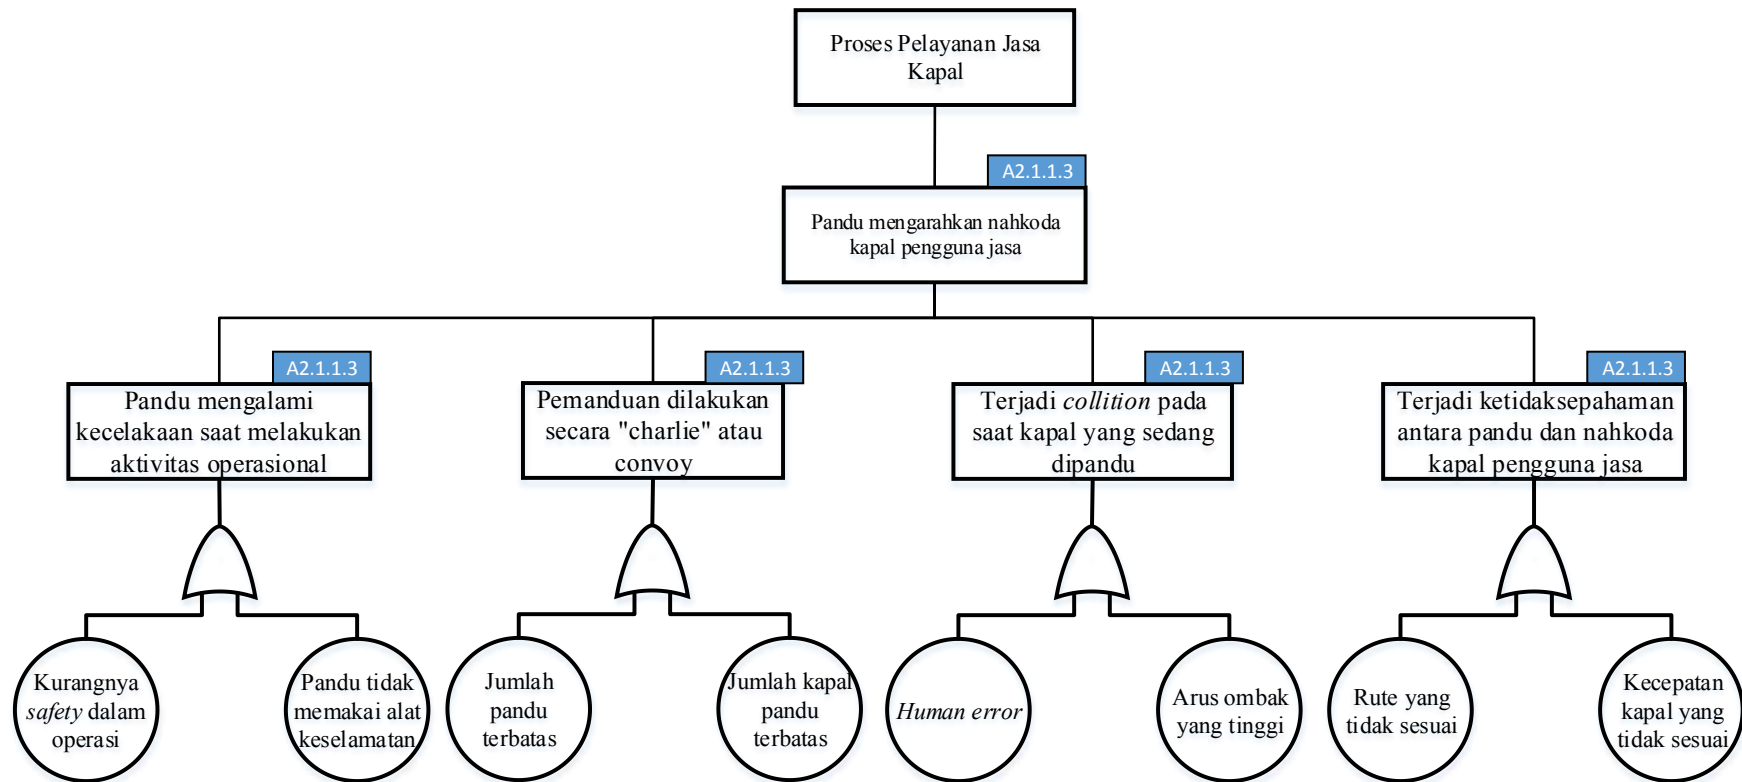 Proses Pelayanan Jasa
Kapal
A2.1.1.3
Pandu mengarahkan nahkoda
kapal pengguna jasa
A2.1.1.3
Pandu mengalami
kecelakaan saat melakukan
aktivitas operasional
A2.1.1.3
Pemanduan dilakukan
secara "charlie" atau
convoy
A2.1.1.3
Terjadi collition pada
saat kapal yang sedang
dipandu
A2.1.1.3
Terjadi ketidaksepahaman
antara pandu dan nahkoda
kapal pengguna jasa
Kurangnya
safety dalam
operasi
Pandu tidak
memakai alat
keselamatan
Jumlah
pandu
terbatas
Jumlah kapal
pandu
terbatas
Human error
Arus ombak
yang tinggi
Rute yang
tidak sesuai
Kecepatan
kapal yang
tidak sesuai